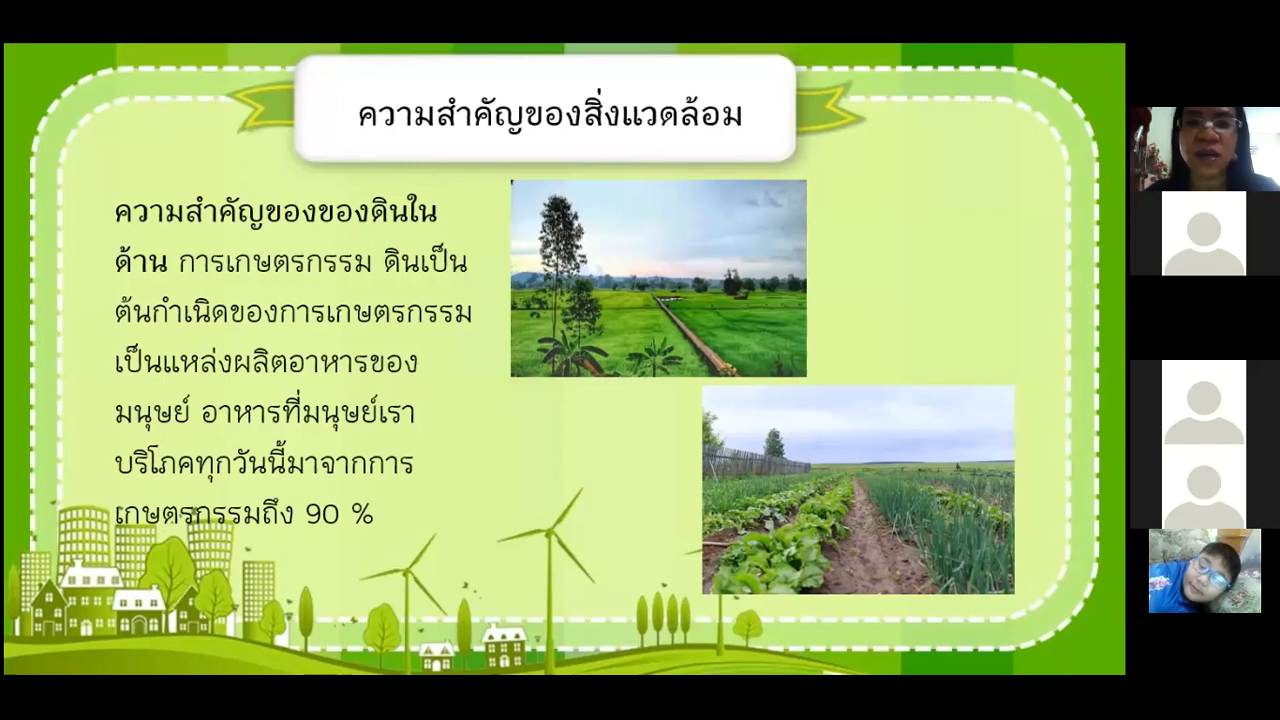 ความสำคัญของสิ่งแวดล้อม
ความสำคัญของของดินใน
ด้าน การเกษตรกรรม ดินเป็น
ต้นกำเนิดของการเกษตรกรรม
เป็นแหล่งผลิตอาหารของ
มนุษย์ อาหารที่มนุษย์เรา
บริโภคทุกวันนี้มาจากการ
เกษตรกรรมถึง 90 %